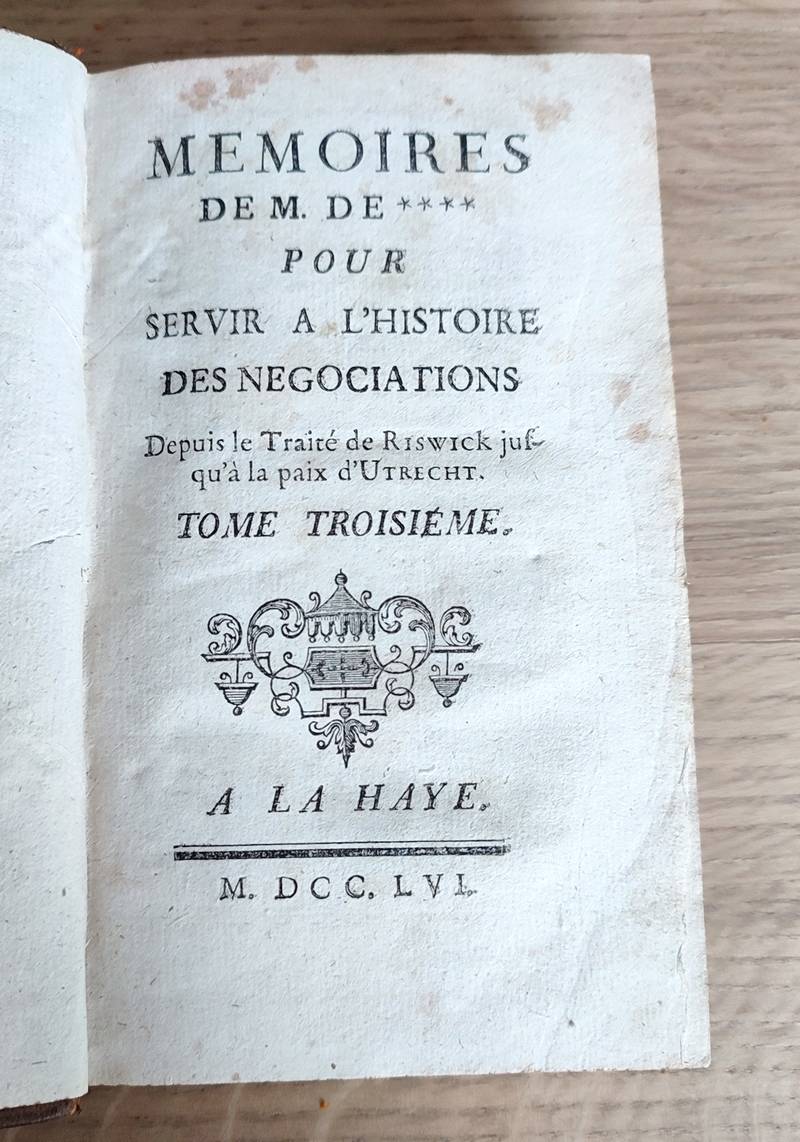 MEMOIRES
DE M. DE ****
POUR
SERVIR A L'HISTOIRE
DES NEGOCIATIONS
Depuis le Traité de RISWICK juſ-
qu'à la paix d'UTRECHT.
TOME TROISIÉME.
A LA HAYE.
M. DCC. LVI.